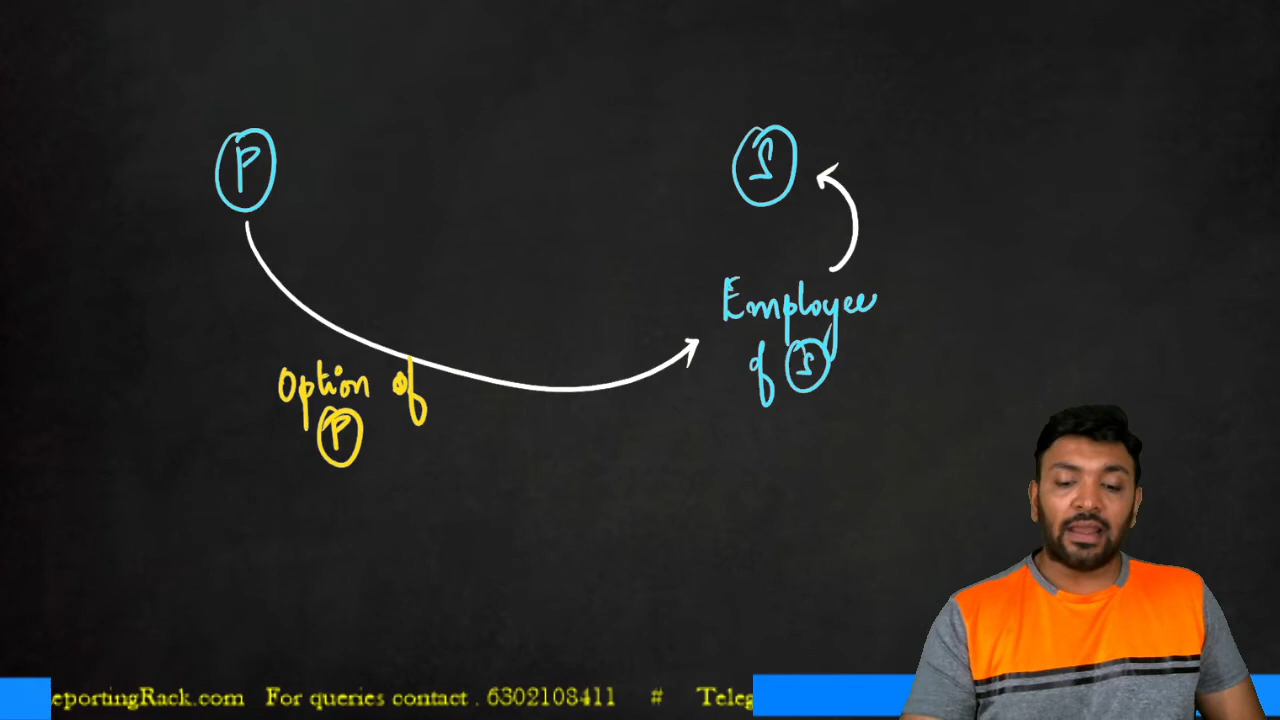 P
S
Employee
of S
Option of
P
eportingRack.com For queries contact . 6302108411 # Teleg